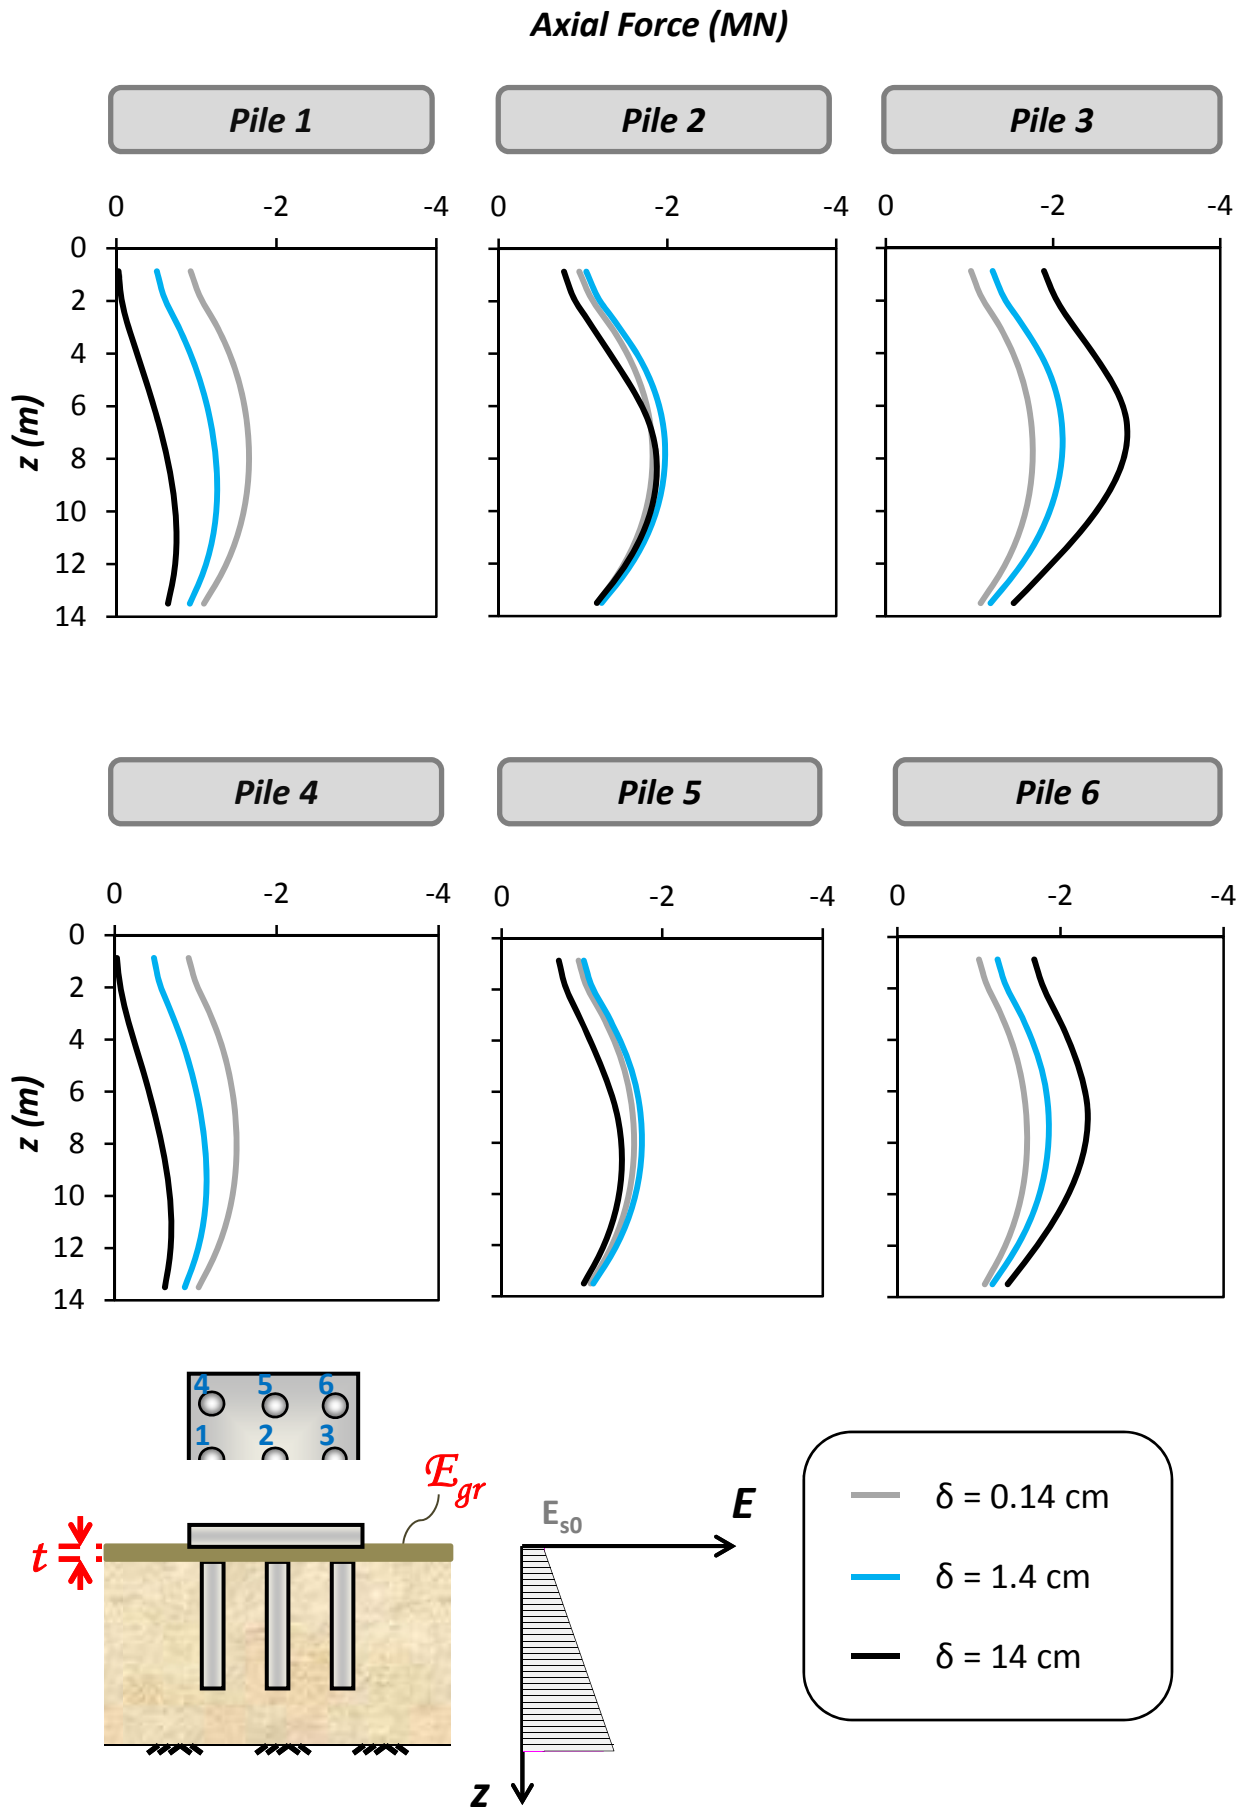 Axial Force (MN)
Pile 1 Pile 2 Pile 3
0 -2 -4 0 -2 -4 0 -2 -4
0
2
4
6
8
10
12
14
z (m)
Pile 4 Pile 5 Pile 6
0 -2 -4 0 -2 -4 0 -2 -4
0
2
4
6
8
10
12
14
z (m)
4 5 6
1 2 3
Egr
t
Es0 E
z
δ = 0.14 cm
δ = 1.4 cm
δ = 14 cm